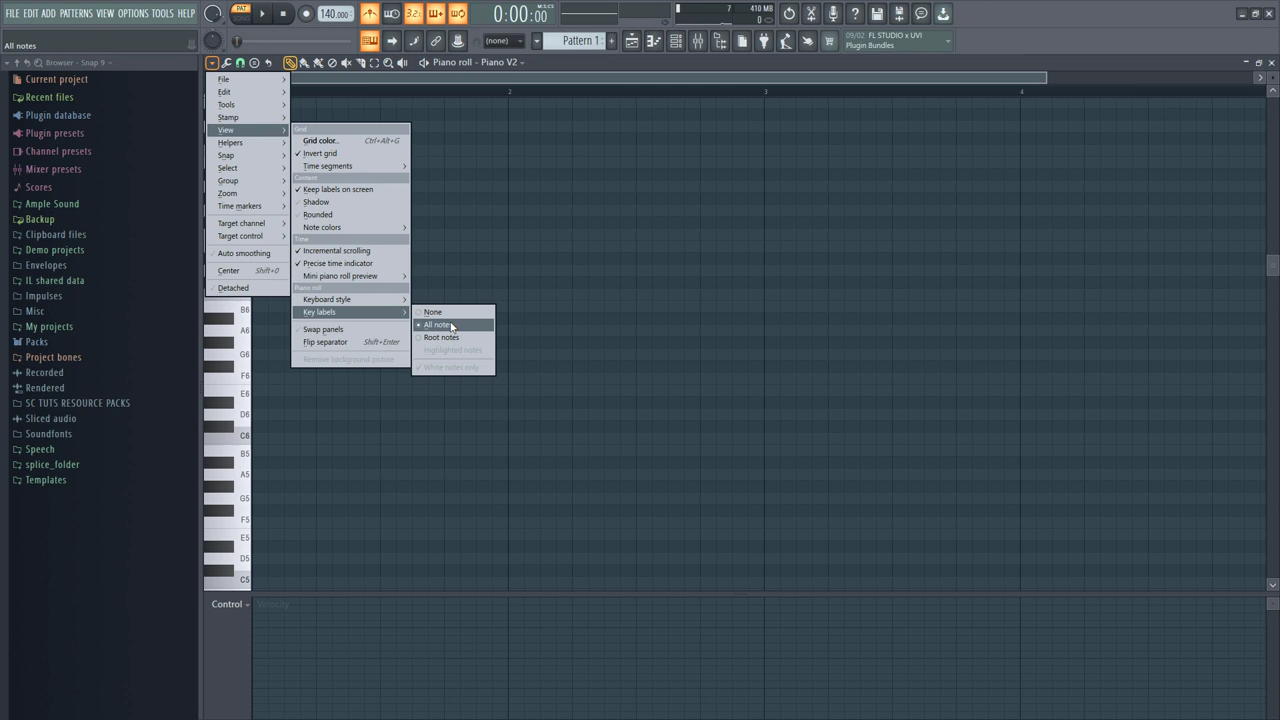 FILE EDIT ADD PATTERNS VIEW OPTIONS TOOLS HELP
PAT
SONG
140.000
32
0:00:00
M:S:CS
7
410 MB
0
All notes
(none)
Pattern 1
09/02 FL STUDIO x UVI
Plugin Bundles
Browser - Snap 9
Piano roll - Piano V2
Current project
Recent files
Plugin database
Plugin presets
Channel presets
Mixer presets
Scores
Ample Sound
Backup
Clipboard files
Demo projects
Envelopes
IL shared data
Impulses
Misc
My projects
Packs
Project bones
Recorded
Rendered
SC TUTS RESOURCE PACKS
Sliced audio
Soundfonts
Speech
splice_folder
Templates
File
Edit
Tools
Stamp
View
Helpers
Snap
Select
Group
Zoom
Time markers
Target channel
Target control
Auto smoothing
Center Shift+0
Detached
Grid
Grid color... Ctrl+Alt+G
Invert grid
Time segments
Content
Keep labels on screen
Shadow
Rounded
Note colors
Time
Incremental scrolling
Precise time indicator
Mini piano roll preview
Piano roll
Keyboard style
Key labels
Swap panels
Flip separator Shift+Enter
Remove background picture
None
All notes
Root notes
Highlighted notes
White notes only
2
3
4
B6
A6
G6
F6
E6
D6
C6
B5
A5
G5
F5
E5
D5
C5
Control
Velocity